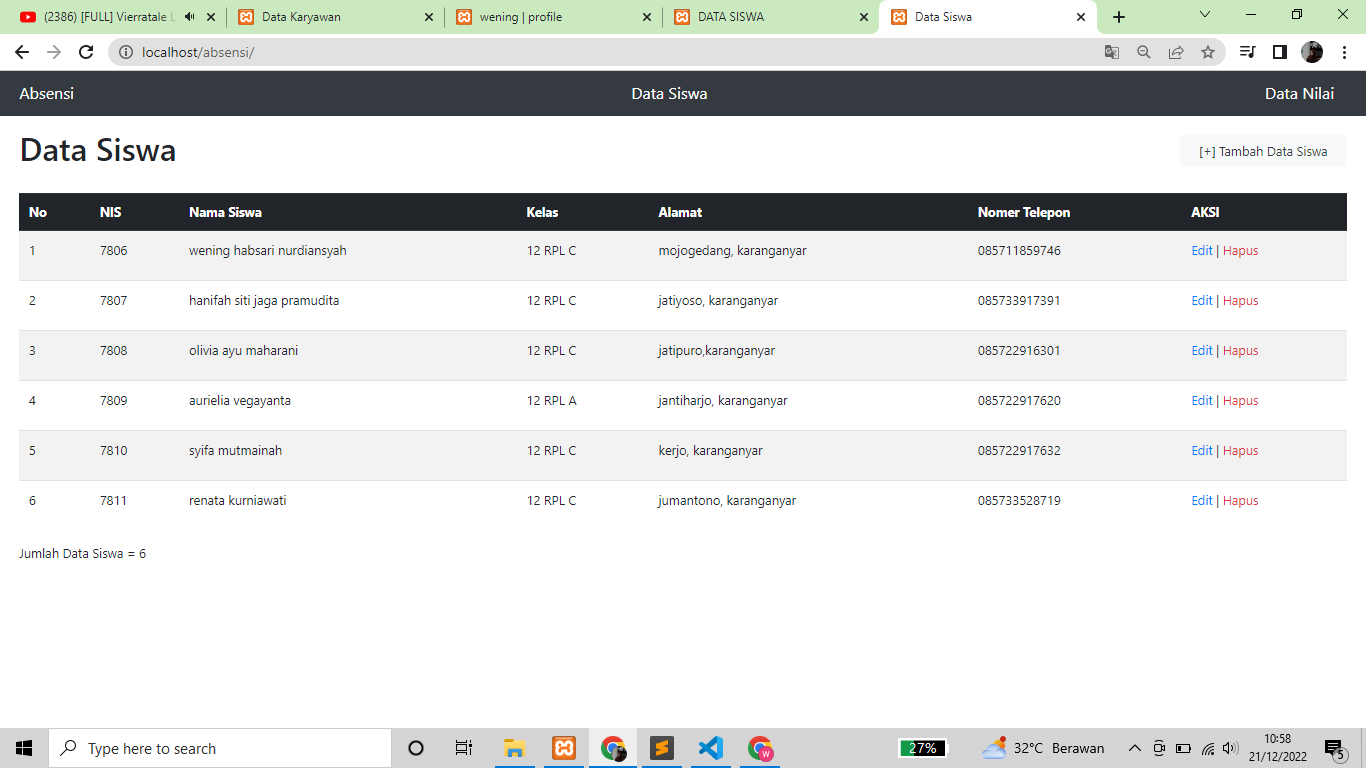 (2386) [FULL] Vierratale L
Data Karyawan
wening | profile
DATA SISWA
Data Siswa
localhost/absensi/
Absensi Data Siswa Data Nilai
Data Siswa
[+] Tambah Data Siswa
No NIS Nama Siswa Kelas Alamat Nomer Telepon AKSI
1 7806 wening habsari nurdiansyah 12 RPL C mojogedang, karanganyar 085711859746 Edit | Hapus
2 7807 hanifah siti jaga pramudita 12 RPL C jatiyoso, karanganyar 085733917391 Edit | Hapus
3 7808 olivia ayu maharani 12 RPL C jatipuro,karanganyar 085722916301 Edit | Hapus
4 7809 aurielia vegayanta 12 RPL A jantiharjo, karanganyar 085722917620 Edit | Hapus
5 7810 syifa mutmainah 12 RPL C kerjo, karanganyar 085722917632 Edit | Hapus
6 7811 renata kurniawati 12 RPL C jumantono, karanganyar 085733528719 Edit | Hapus
Jumlah Data Siswa = 6
Type here to search
27%
32°C Berawan
10:58
21/12/2022
5